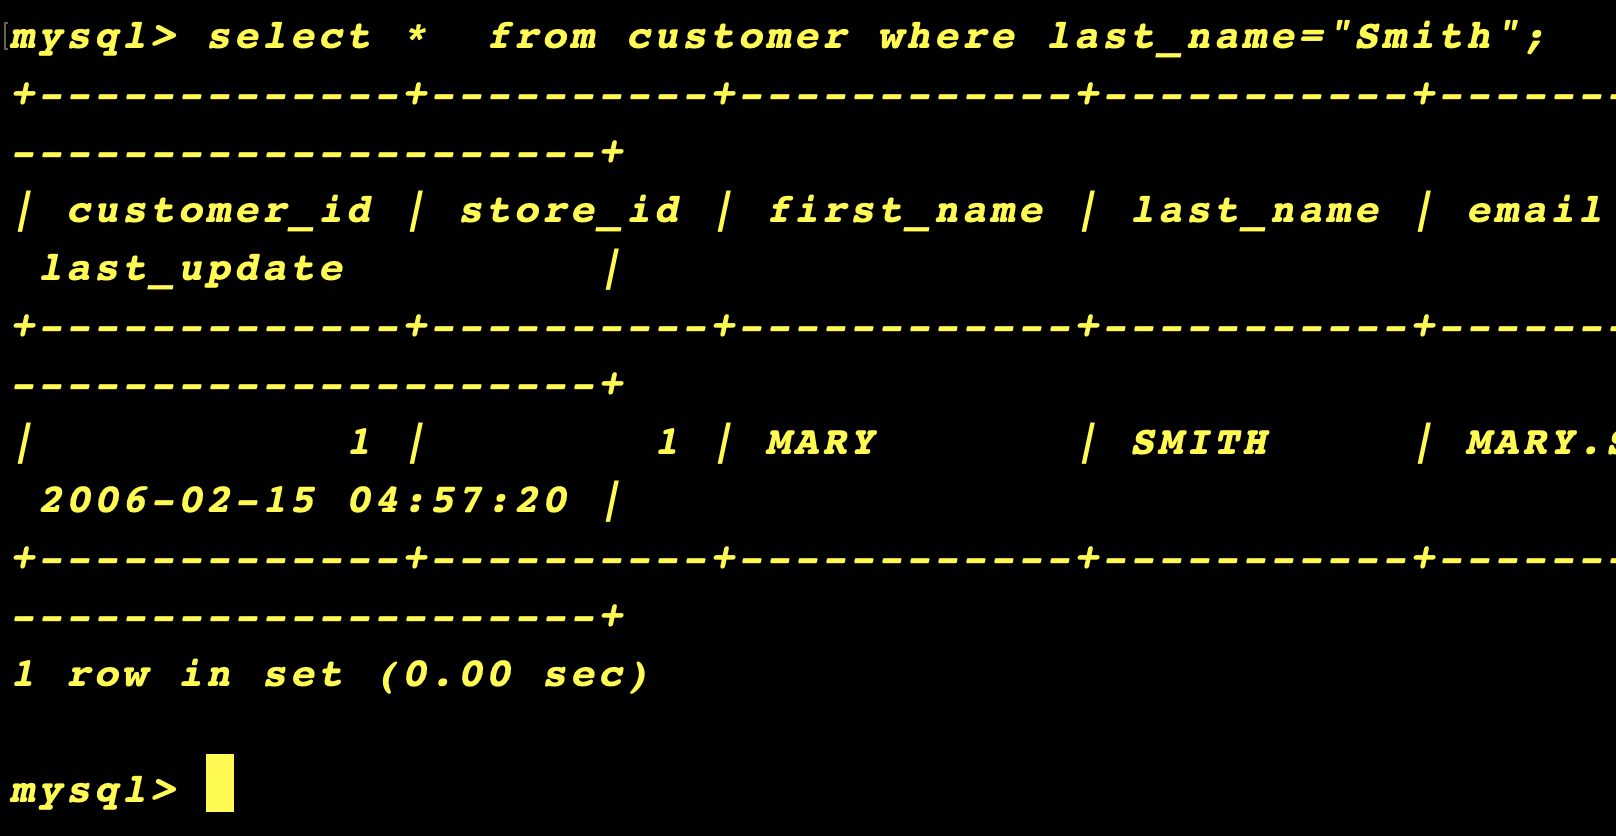 mysql> select *  from customer where last_name="Smith";
+-------------+----------+------------+-----------+------
---------------------+
| customer_id | store_id | first_name | last_name | email
 last_update         |
+-------------+----------+------------+-----------+------
---------------------+
|           1 |        1 | MARY       | SMITH     | MARY.S
 2006-02-15 04:57:20 |
+-------------+----------+------------+-----------+------
---------------------+
1 row in set (0.00 sec)
mysql>